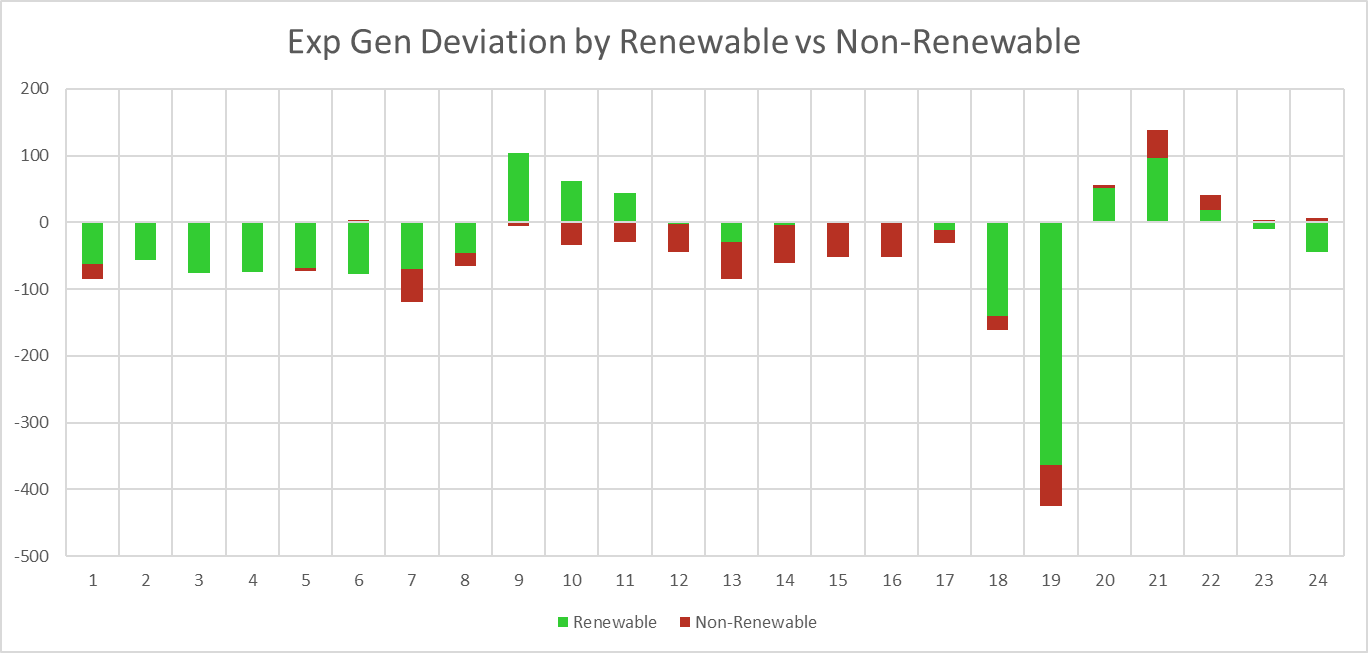 Exp Gen Deviation by Renewable vs Non-Renewable
200
100
0
-100
-200
-300
-400
-500
1 2 3 4 5 6 7 8 9 10 11 12 13 14 15 16 17 18 19 20 21 22 23 24
Renewable Non-Renewable